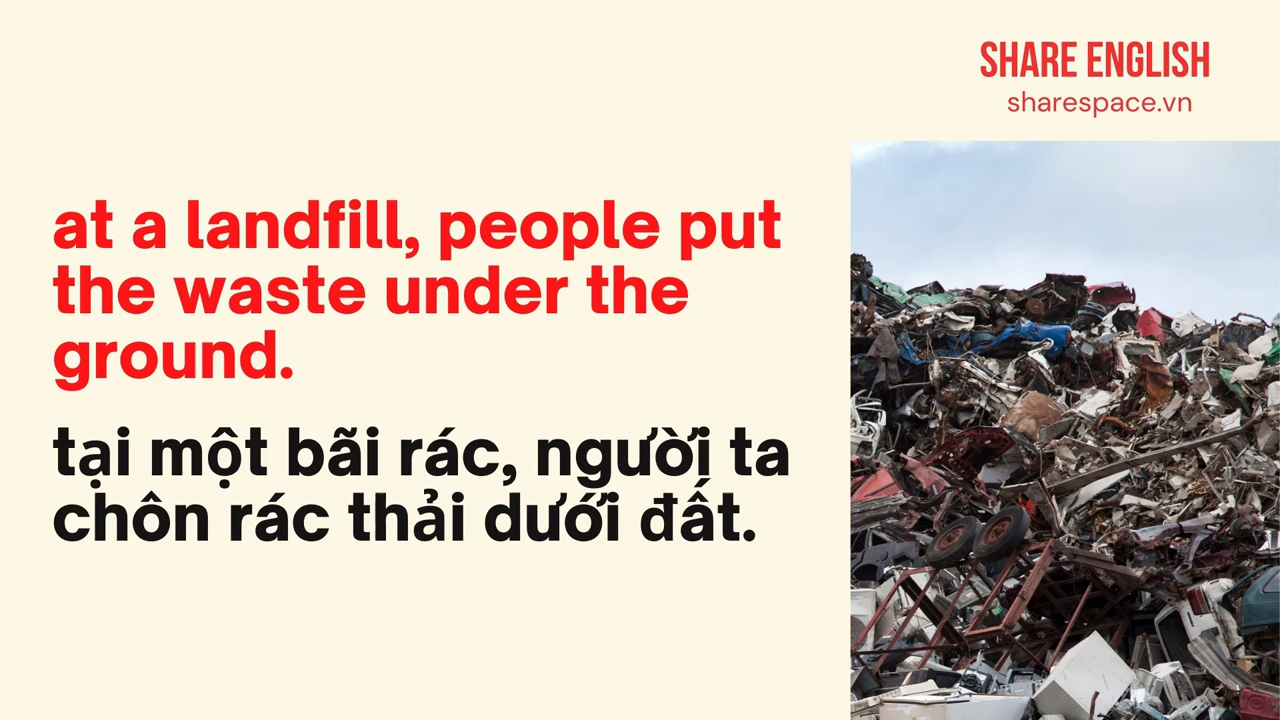 SHARE ENGLISH
sharespace.vn
at a landfill, people put
the waste under the
ground.
tại một bãi rác, người ta
chôn rác thải dưới đất.